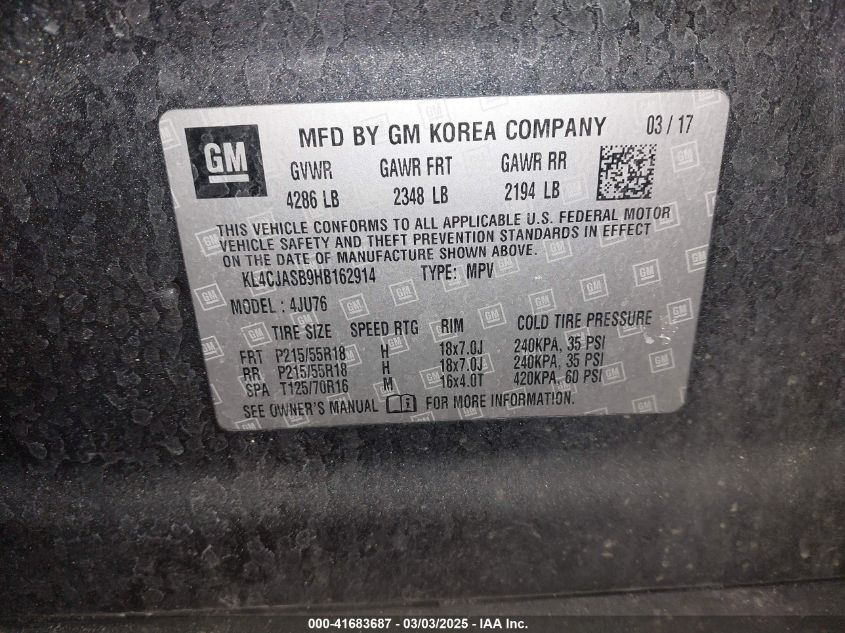 GM
MFD BY GM KOREA COMPANY 03 / 17
GVWR GAWR FRT GAWR RR
4286 LB 2348 LB 2194 LB
THIS VEHICLE CONFORMS TO ALL APPLICABLE U.S. FEDERAL MOTOR
VEHICLE SAFETY AND THEFT PREVENTION STANDARDS IN EFFECT
ON THE DATE OF MANUFACTURE SHOWN ABOVE.
KL4CJASB9HB162914 TYPE: MPV
MODEL : 4JU76
TIRE SIZE SPEED RTG RIM COLD TIRE PRESSURE
FRT P215/55R18 H 18x7.0J 240KPA, 35 PSI
RR P215/55R18 H 18x7.0J 240KPA, 35 PSI
SPA T125/70R16 M 16x4.0T 420KPA, 60 PSI
SEE OWNER'S MANUAL FOR MORE INFORMATION.
000-41683687 - 03/03/2025 - IAA Inc.